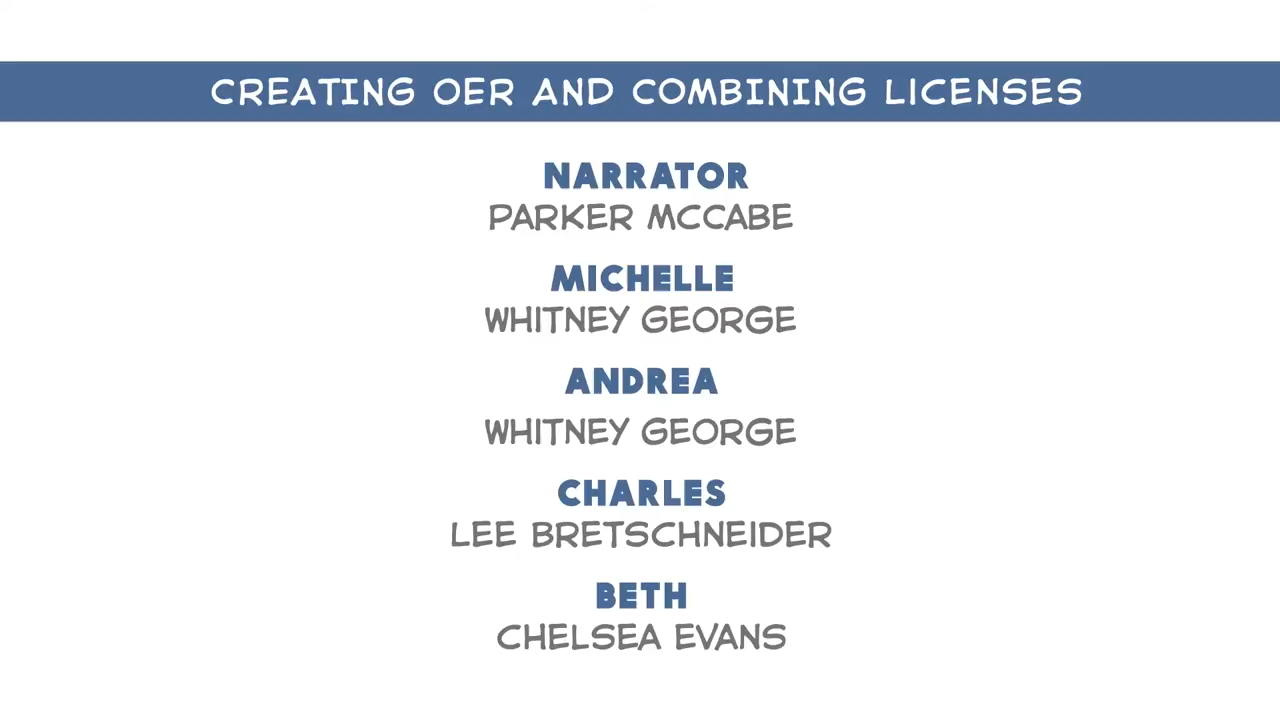 CREATING OER AND COMBINING LICENSES
NARRATOR
PARKER MCCABE
MICHELLE
WHITNEY GEORGE
ANDREA
WHITNEY GEORGE
CHARLES
LEE BRETSCHNEIDER
BETH
CHELSEA EVANS